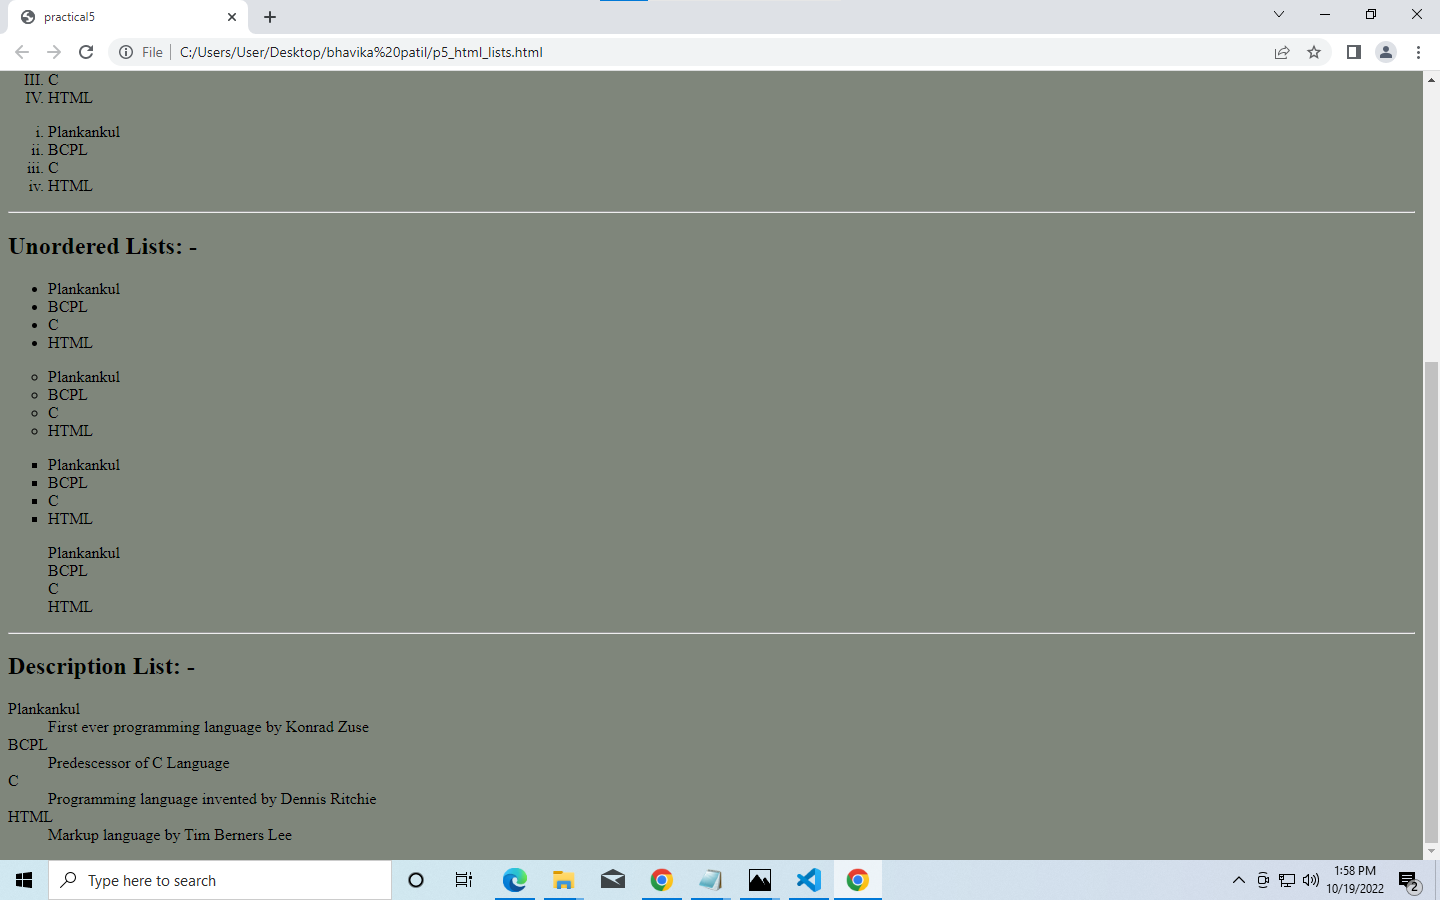 practical5
File
C:/Users/User/Desktop/bhavika%20patil/p5_html_lists.html
III. C
IV. HTML
i. Plankankul
ii. BCPL
iii. C
iv. HTML
Unordered Lists: -
• Plankankul
• BCPL
• C
• HTML
◦ Plankankul
◦ BCPL
◦ C
◦ HTML
▪ Plankankul
▪ BCPL
▪ C
▪ HTML
Plankankul
BCPL
C
HTML
Description List: -
Plankankul
First ever programming language by Konrad Zuse
BCPL
Predescessor of C Language
C
Programming language invented by Dennis Ritchie
HTML
Markup language by Tim Berners Lee
Type here to search
1:58 PM
10/19/2022
2